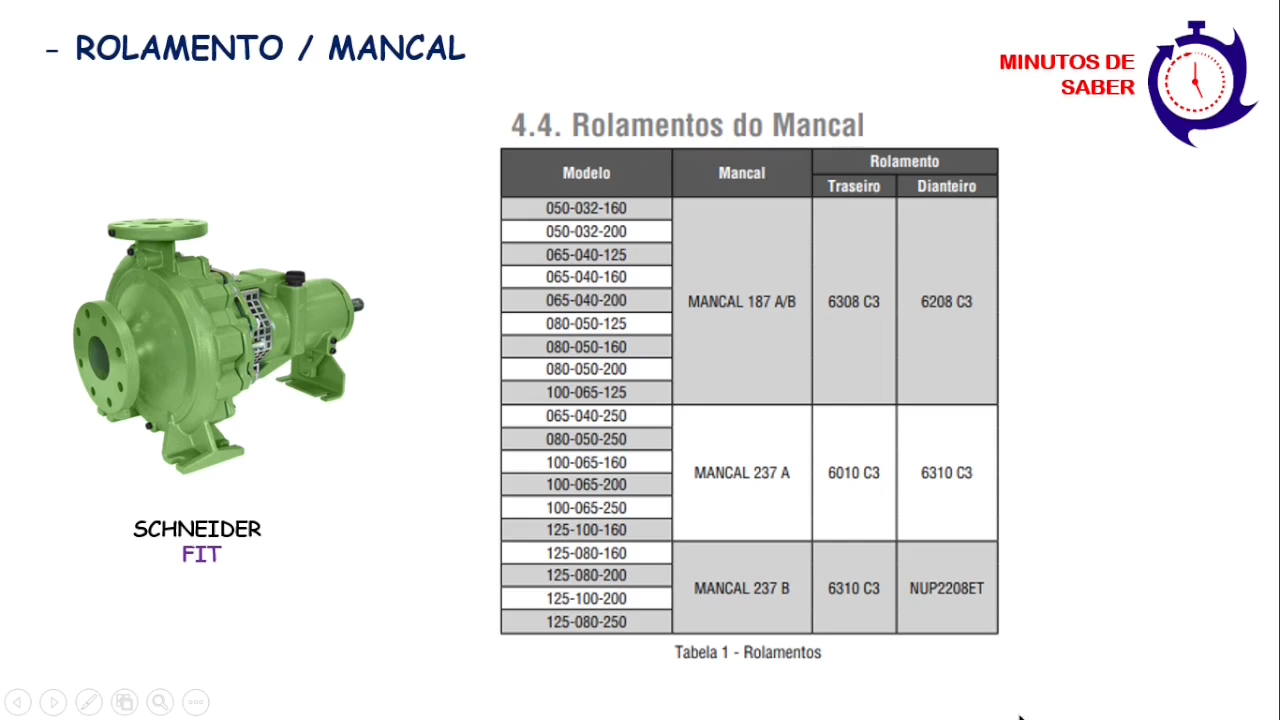 - ROLAMENTO / MANCAL
MINUTOS DE
SABER
4.4. Rolamentos do Mancal
Modelo Mancal Rolamento
Traseiro Dianteiro
050-032-160
050-032-200
065-040-125
065-040-160
065-040-200
080-050-125
080-050-160
080-050-200
100-065-125
MANCAL 187 A/B 6308 C3 6208 C3
065-040-250
080-050-250
100-065-160
100-065-200
100-065-250
125-100-160
MANCAL 237 A 6010 C3 6310 C3
125-080-160
125-080-200
125-100-200
125-080-250
MANCAL 237 B 6310 C3 NUP2208ET
Tabela 1 - Rolamentos
SCHNEIDER
FIT